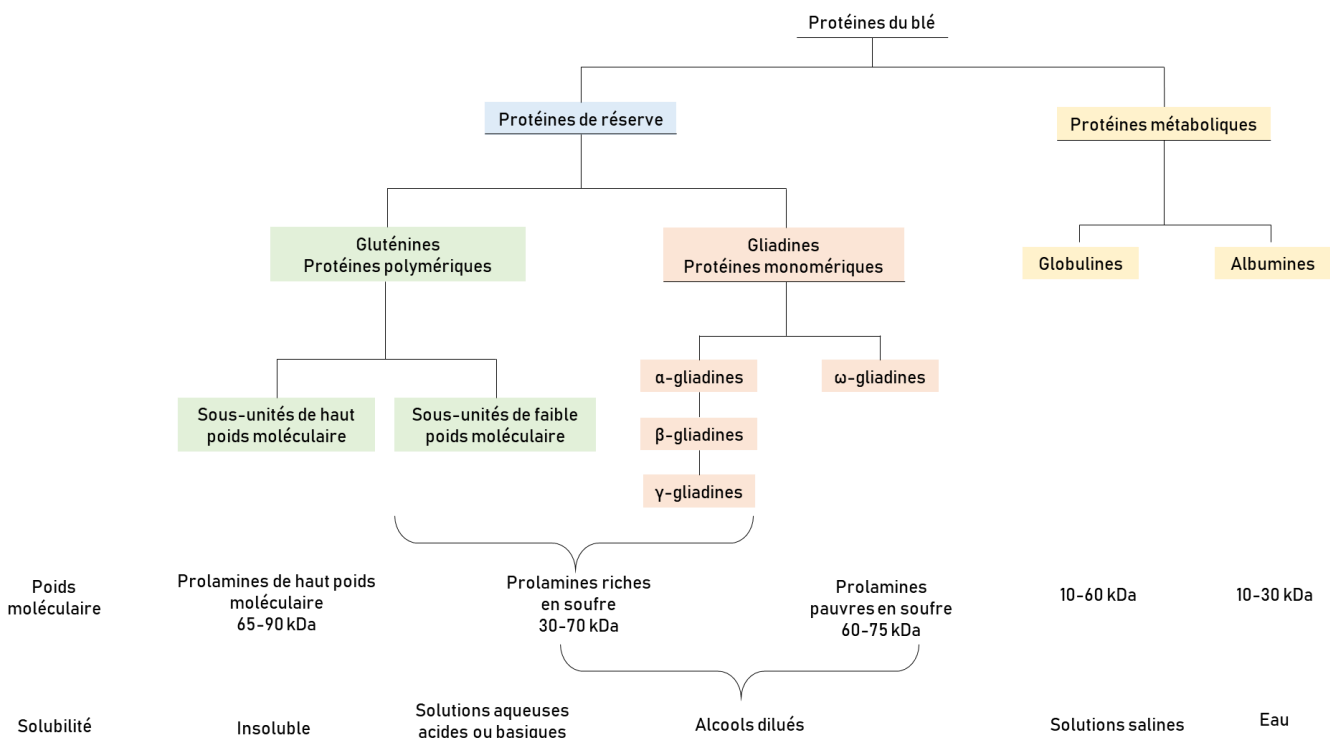 Protéines du blé
Protéines de réserve
Protéines métaboliques
Gluténines
Protéines polymériques
Gliadines
Protéines monomériques
Globulines
Albumines
α-gliadines
ω-gliadines
Sous-unités de haut
poids moléculaire
Sous-unités de faible
poids moléculaire
β-gliadines
γ-gliadines
Poids
moléculaire
Prolamines de haut poids
moléculaire
65-90 kDa
Prolamines riches
en soufre
30-70 kDa
Prolamines
pauvres en soufre
60-75 kDa
10-60 kDa
10-30 kDa
Solubilité
Insoluble
Solutions aqueuses
acides ou basiques
Alcools dilués
Solutions salines
Eau